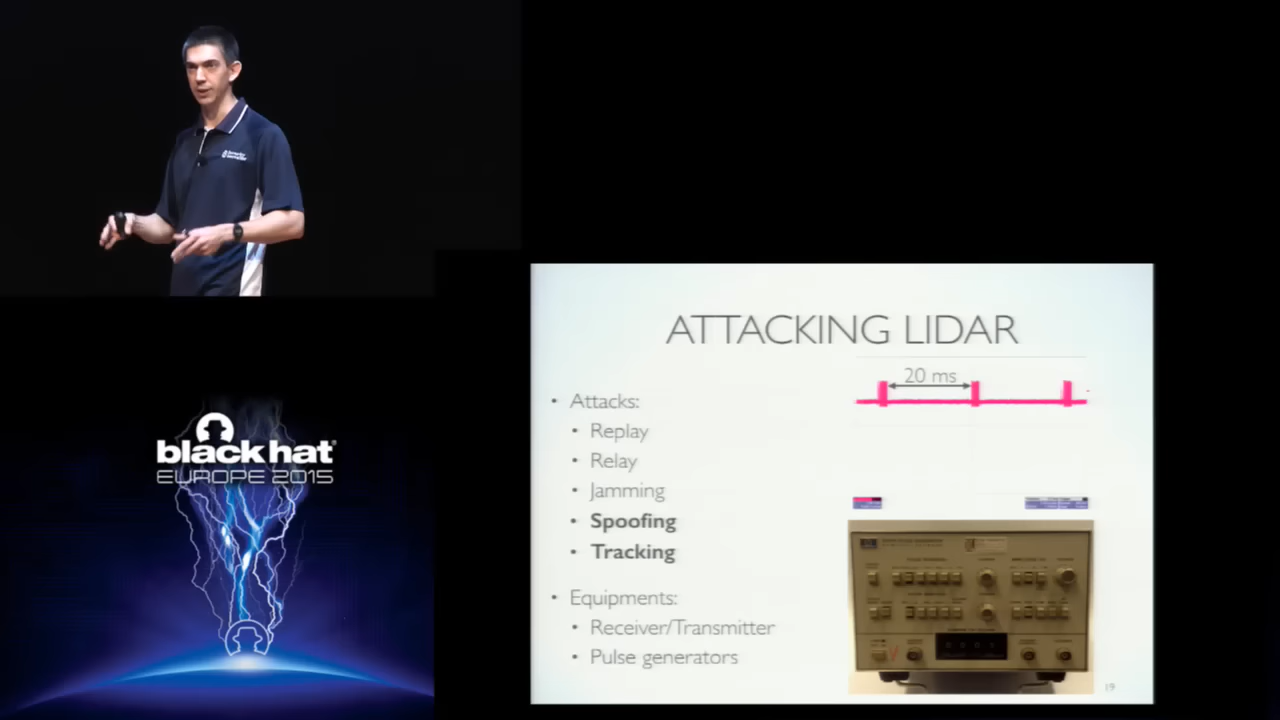 ATTACKING LIDAR
20 ms
• Attacks:
• Replay
• Relay
• Jamming
• Spoofing
• Tracking
• Equipments:
• Receiver/Transmitter
• Pulse generators
19
black hat
EUROPE 2015